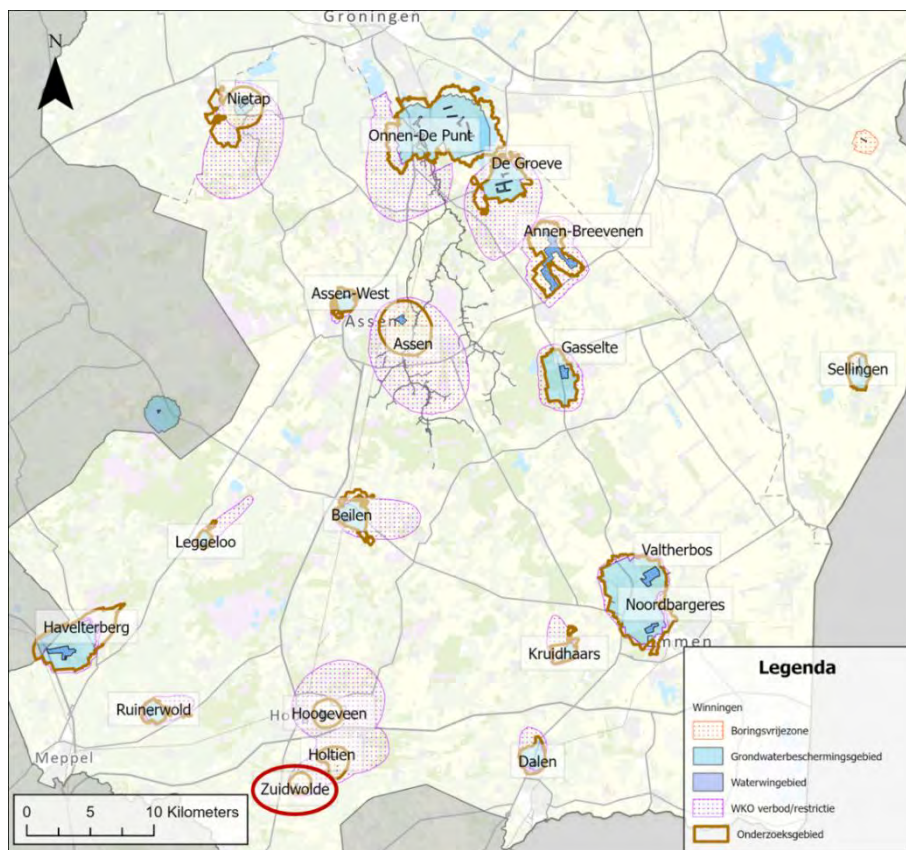 Groningen
N
Nietap
Onnen-De Punt
De Groeve
Annen-Breevenen
Assen-West
Assen
Assen
Gasselte
Sellingen
Beilen
Leggeloo
Valtherbos
Noordbargeres
Emmen
Havelterberg
Kruidhaars
Ruinerwold
Hoogeveen
Holtien
Dalen
Meppel
Zuidwolde
0 5 10 Kilometers
Legenda
Winningen
Boringsvrijezone
Grondwaterbeschermingsgebied
Waterwingebied
WKO verbod/restrictie
Onderzoeksgebied